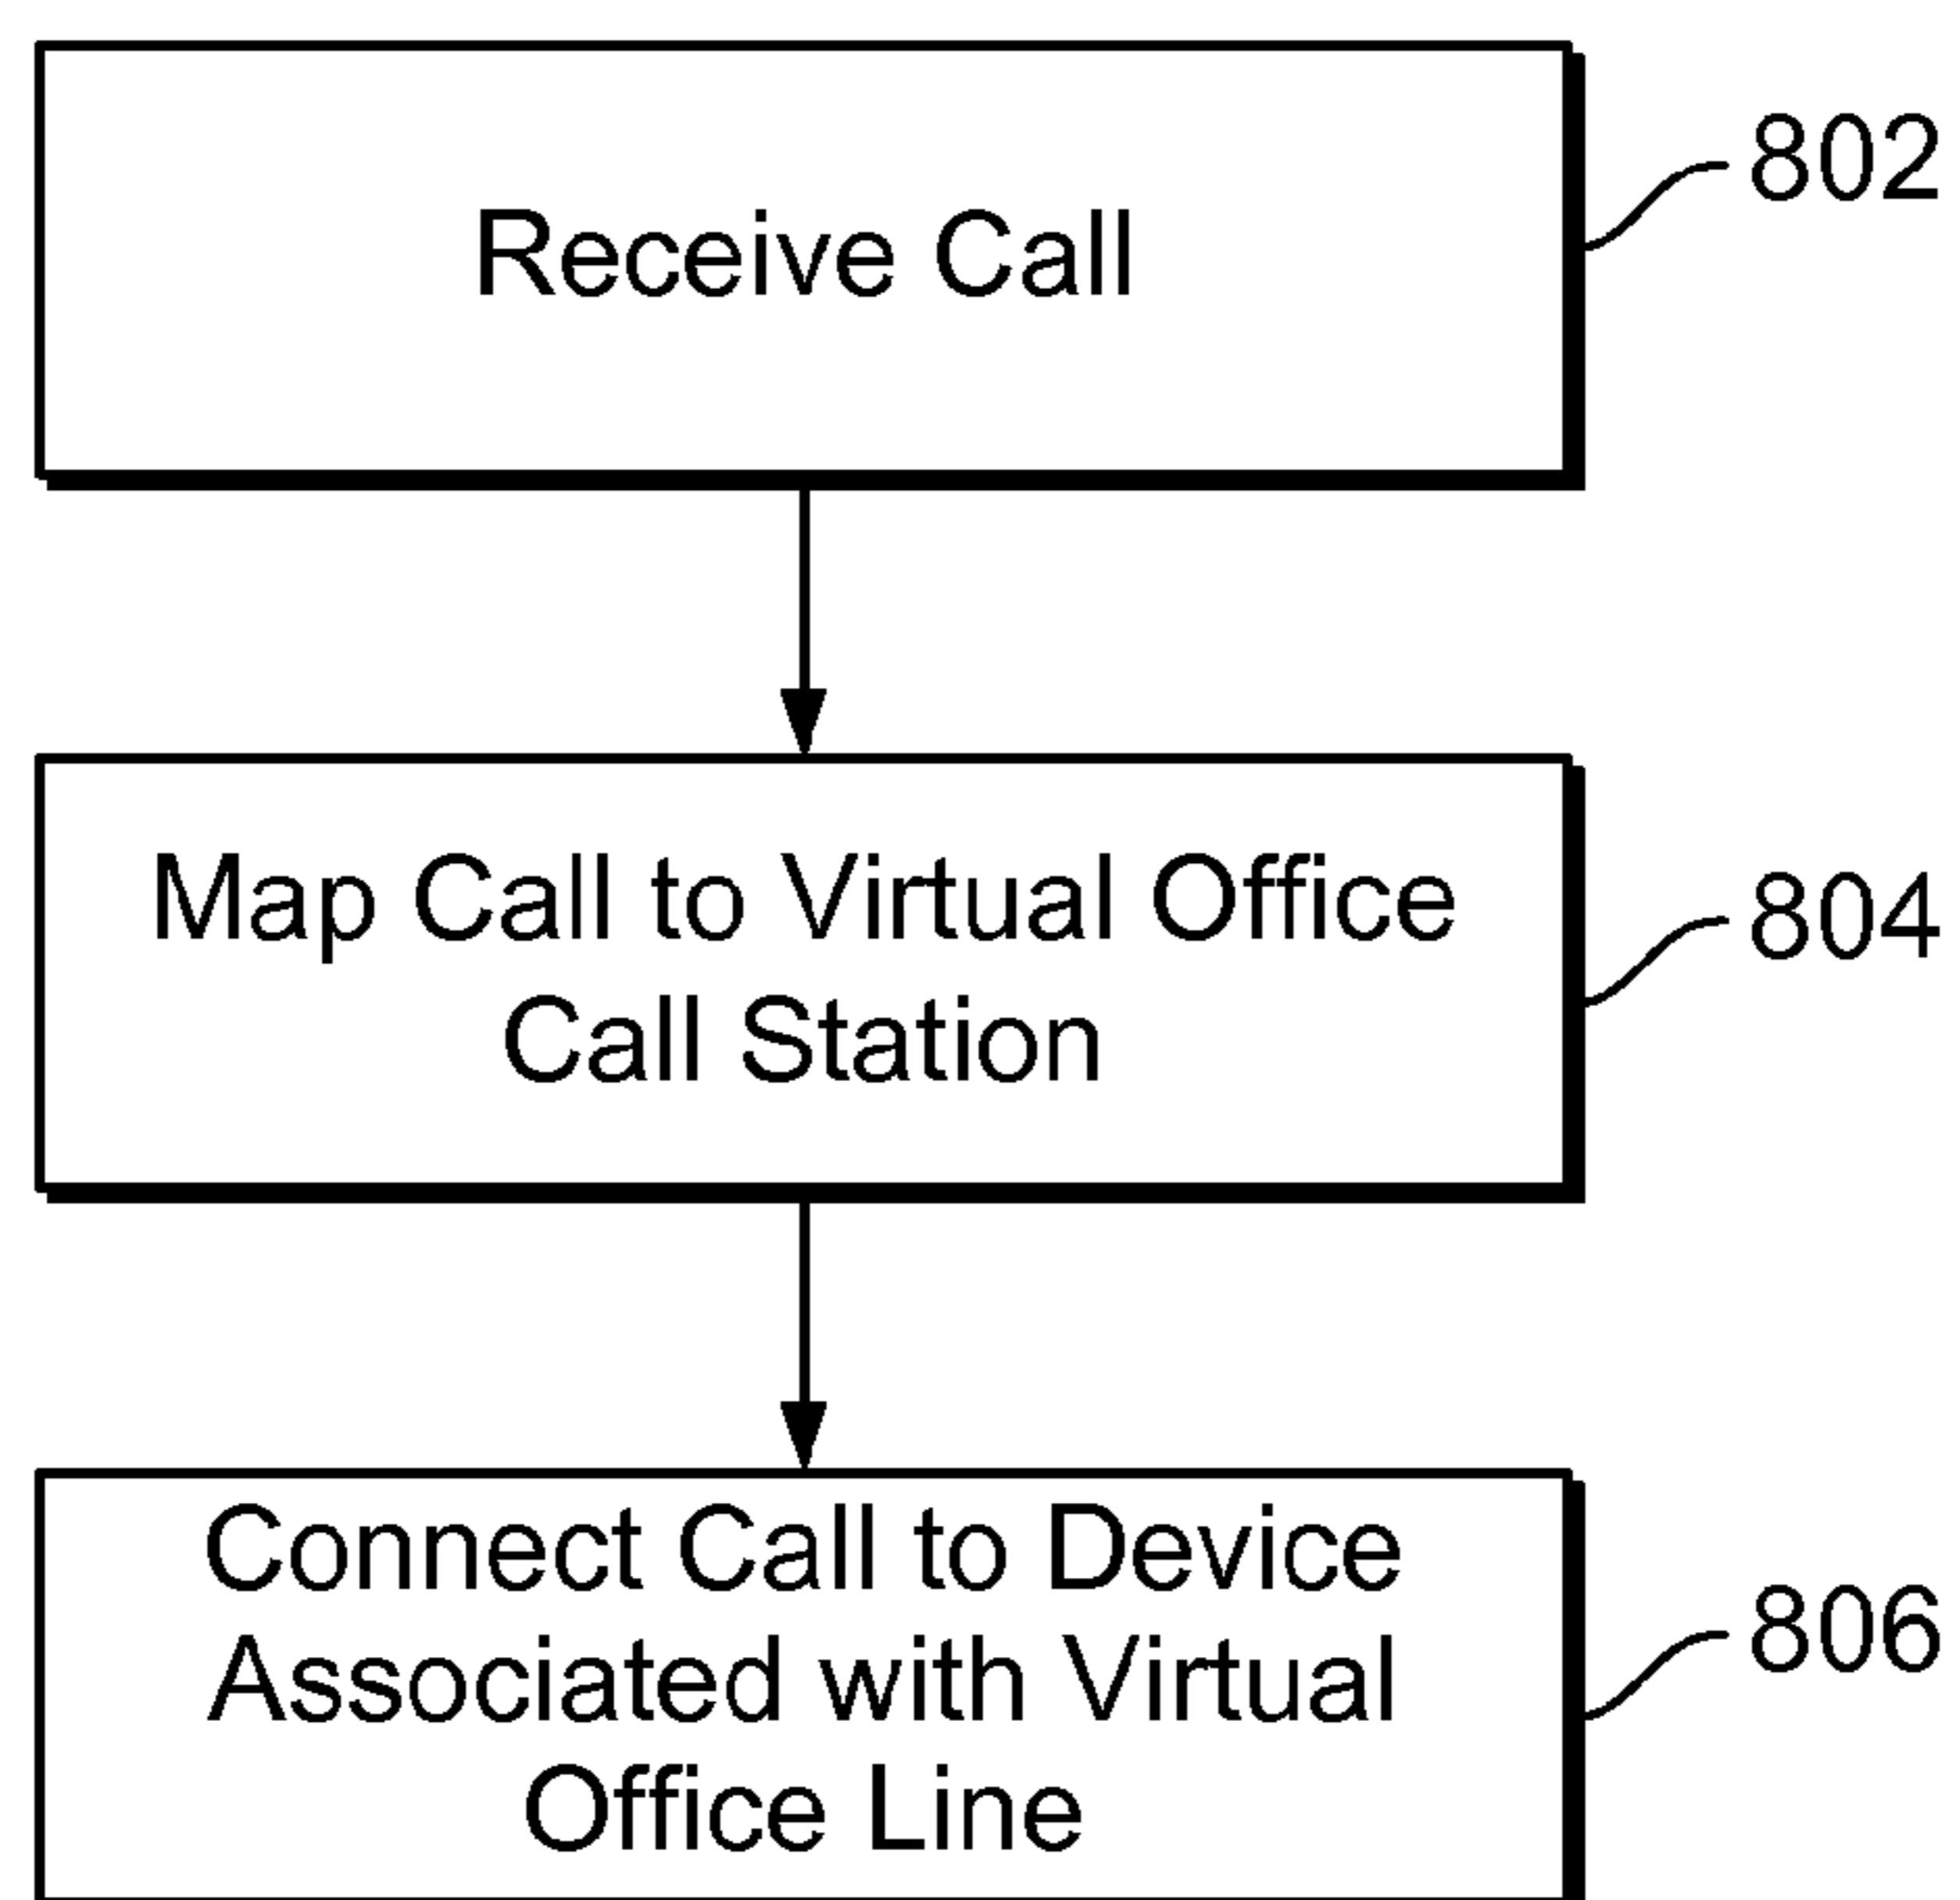 Receive Call
802
Map Call to Virtual Office
Call Station
804
Connect Call to Device
Associated with Virtual
Office Line
806